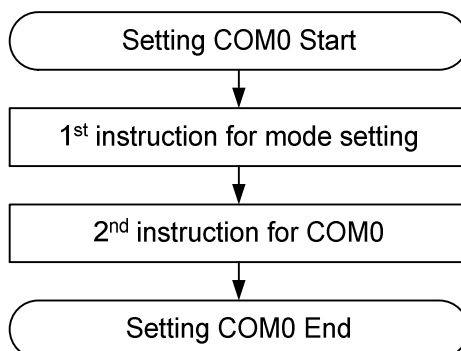 Setting COM0 Start
1st instruction for mode setting
2nd instruction for COM0
Setting COM0 End